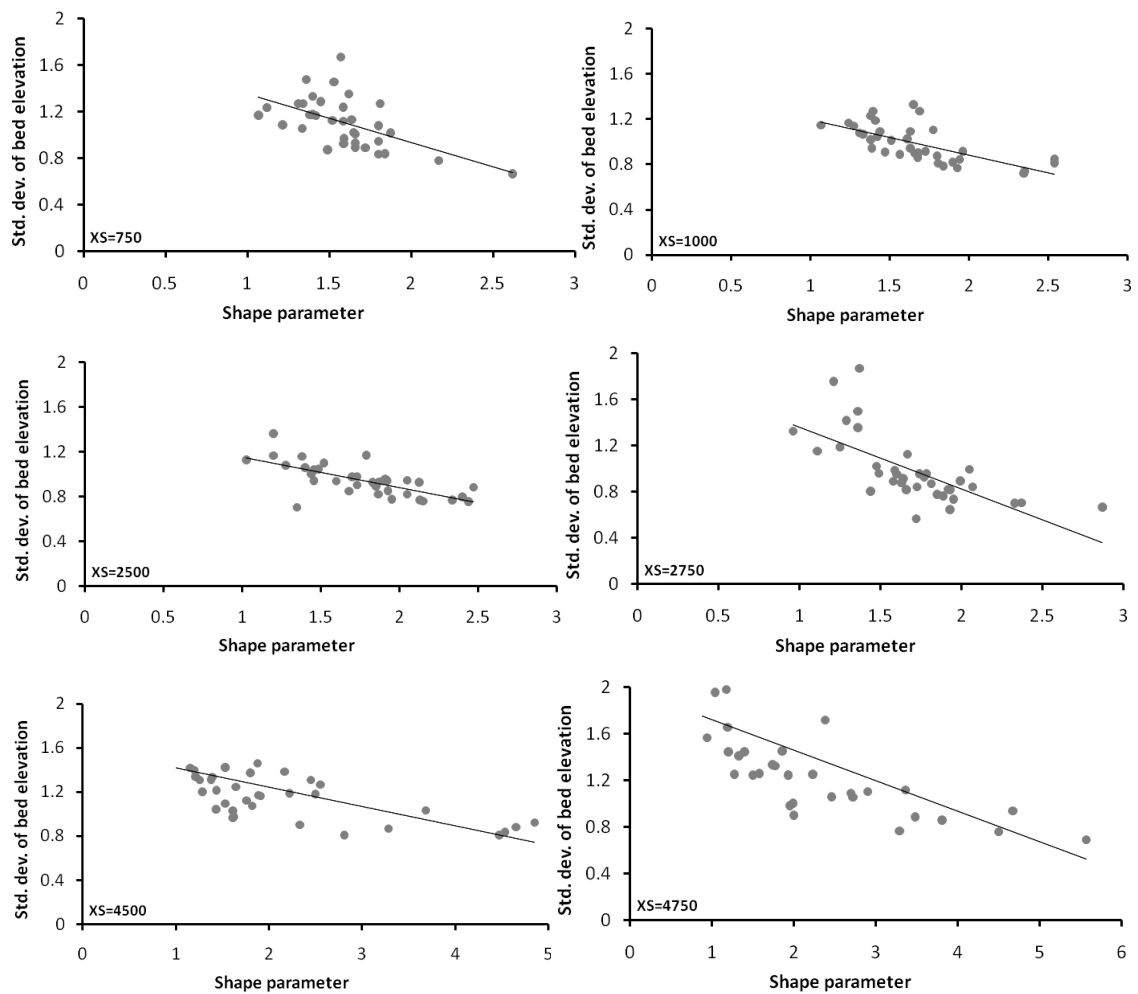 Std. dev. of bed elevation
2
1.6
1.2
0.8
0.4
0
XS=750
0 0.5 1 1.5 2 2.5 3
Shape parameter
Std. dev. of bed elevation
2
1.6
1.2
0.8
0.4
0
XS=1000
0 0.5 1 1.5 2 2.5 3
Shape parameter
Std. dev. of bed elevation
2
1.6
1.2
0.8
0.4
0
XS=2500
0 0.5 1 1.5 2 2.5 3
Shape parameter
Std. dev. of bed elevation
2
1.6
1.2
0.8
0.4
0
XS=2750
0 0.5 1 1.5 2 2.5 3
Shape parameter
Std. dev. of bed elevation
2
1.6
1.2
0.8
0.4
0
XS=4500
0 1 2 3 4 5
Shape parameter
Std. dev. of bed elevation
2
1.6
1.2
0.8
0.4
0
XS=4750
0 1 2 3 4 5 6
Shape parameter